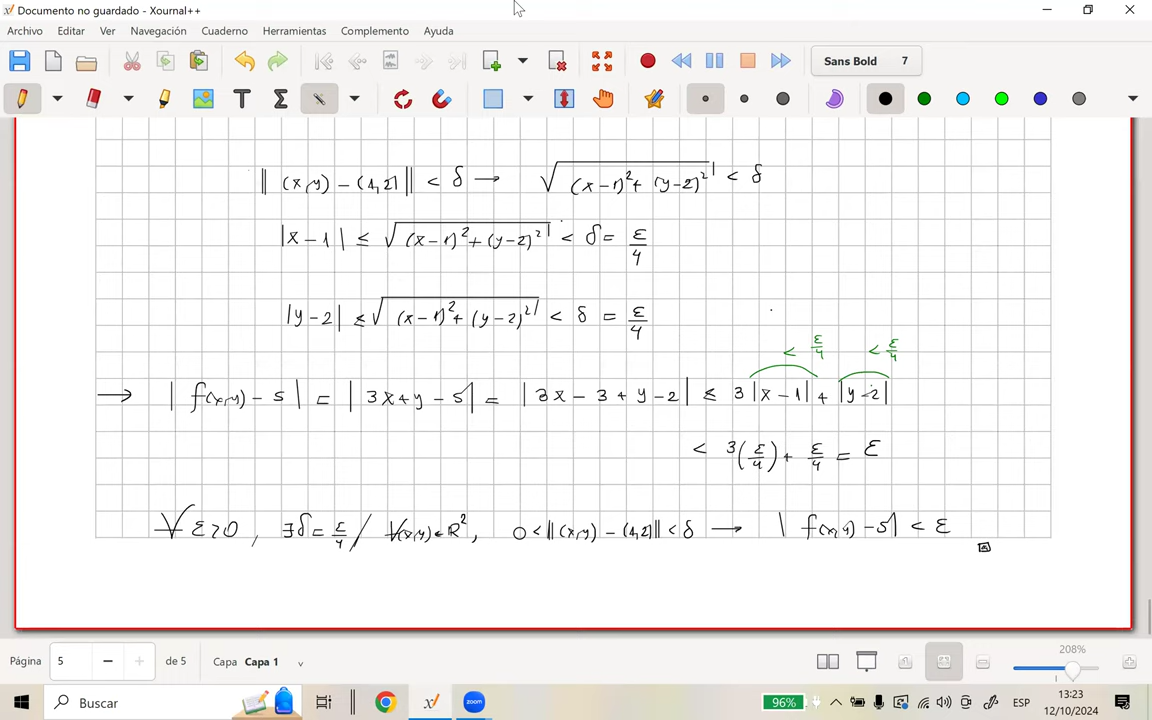 Documento no guardado - Xournal++
Archivo Editar Ver Navegación Cuaderno Herramientas Complemento Ayuda
Sans Bold 7
‖(x,y) – (1,2)‖ < δ → √((x–1)²+(y–2)²) < δ
|x–1| ≤ √((x–1)²+(y–2)²) < δ = ε/4
|y–2| ≤ √((x–1)²+(y–2)²) < δ = ε/4
< ε/4 < ε/4
→ |f(x,y) – 5| = |3x+y–5| = |3x–3+y–2| ≤ 3|x–1| + |y–2|
< 3(ε/4) + ε/4 = ε
∀ε>0, ∃δ=ε/4 / ∀(x,y)∈ℝ², 0<‖(x,y) – (1,2)‖<δ → |f(x,y) –5| < ε
Página 5 de 5 Capa Capa 1 208%
Buscar 96% ESP 13:23
12/10/2024